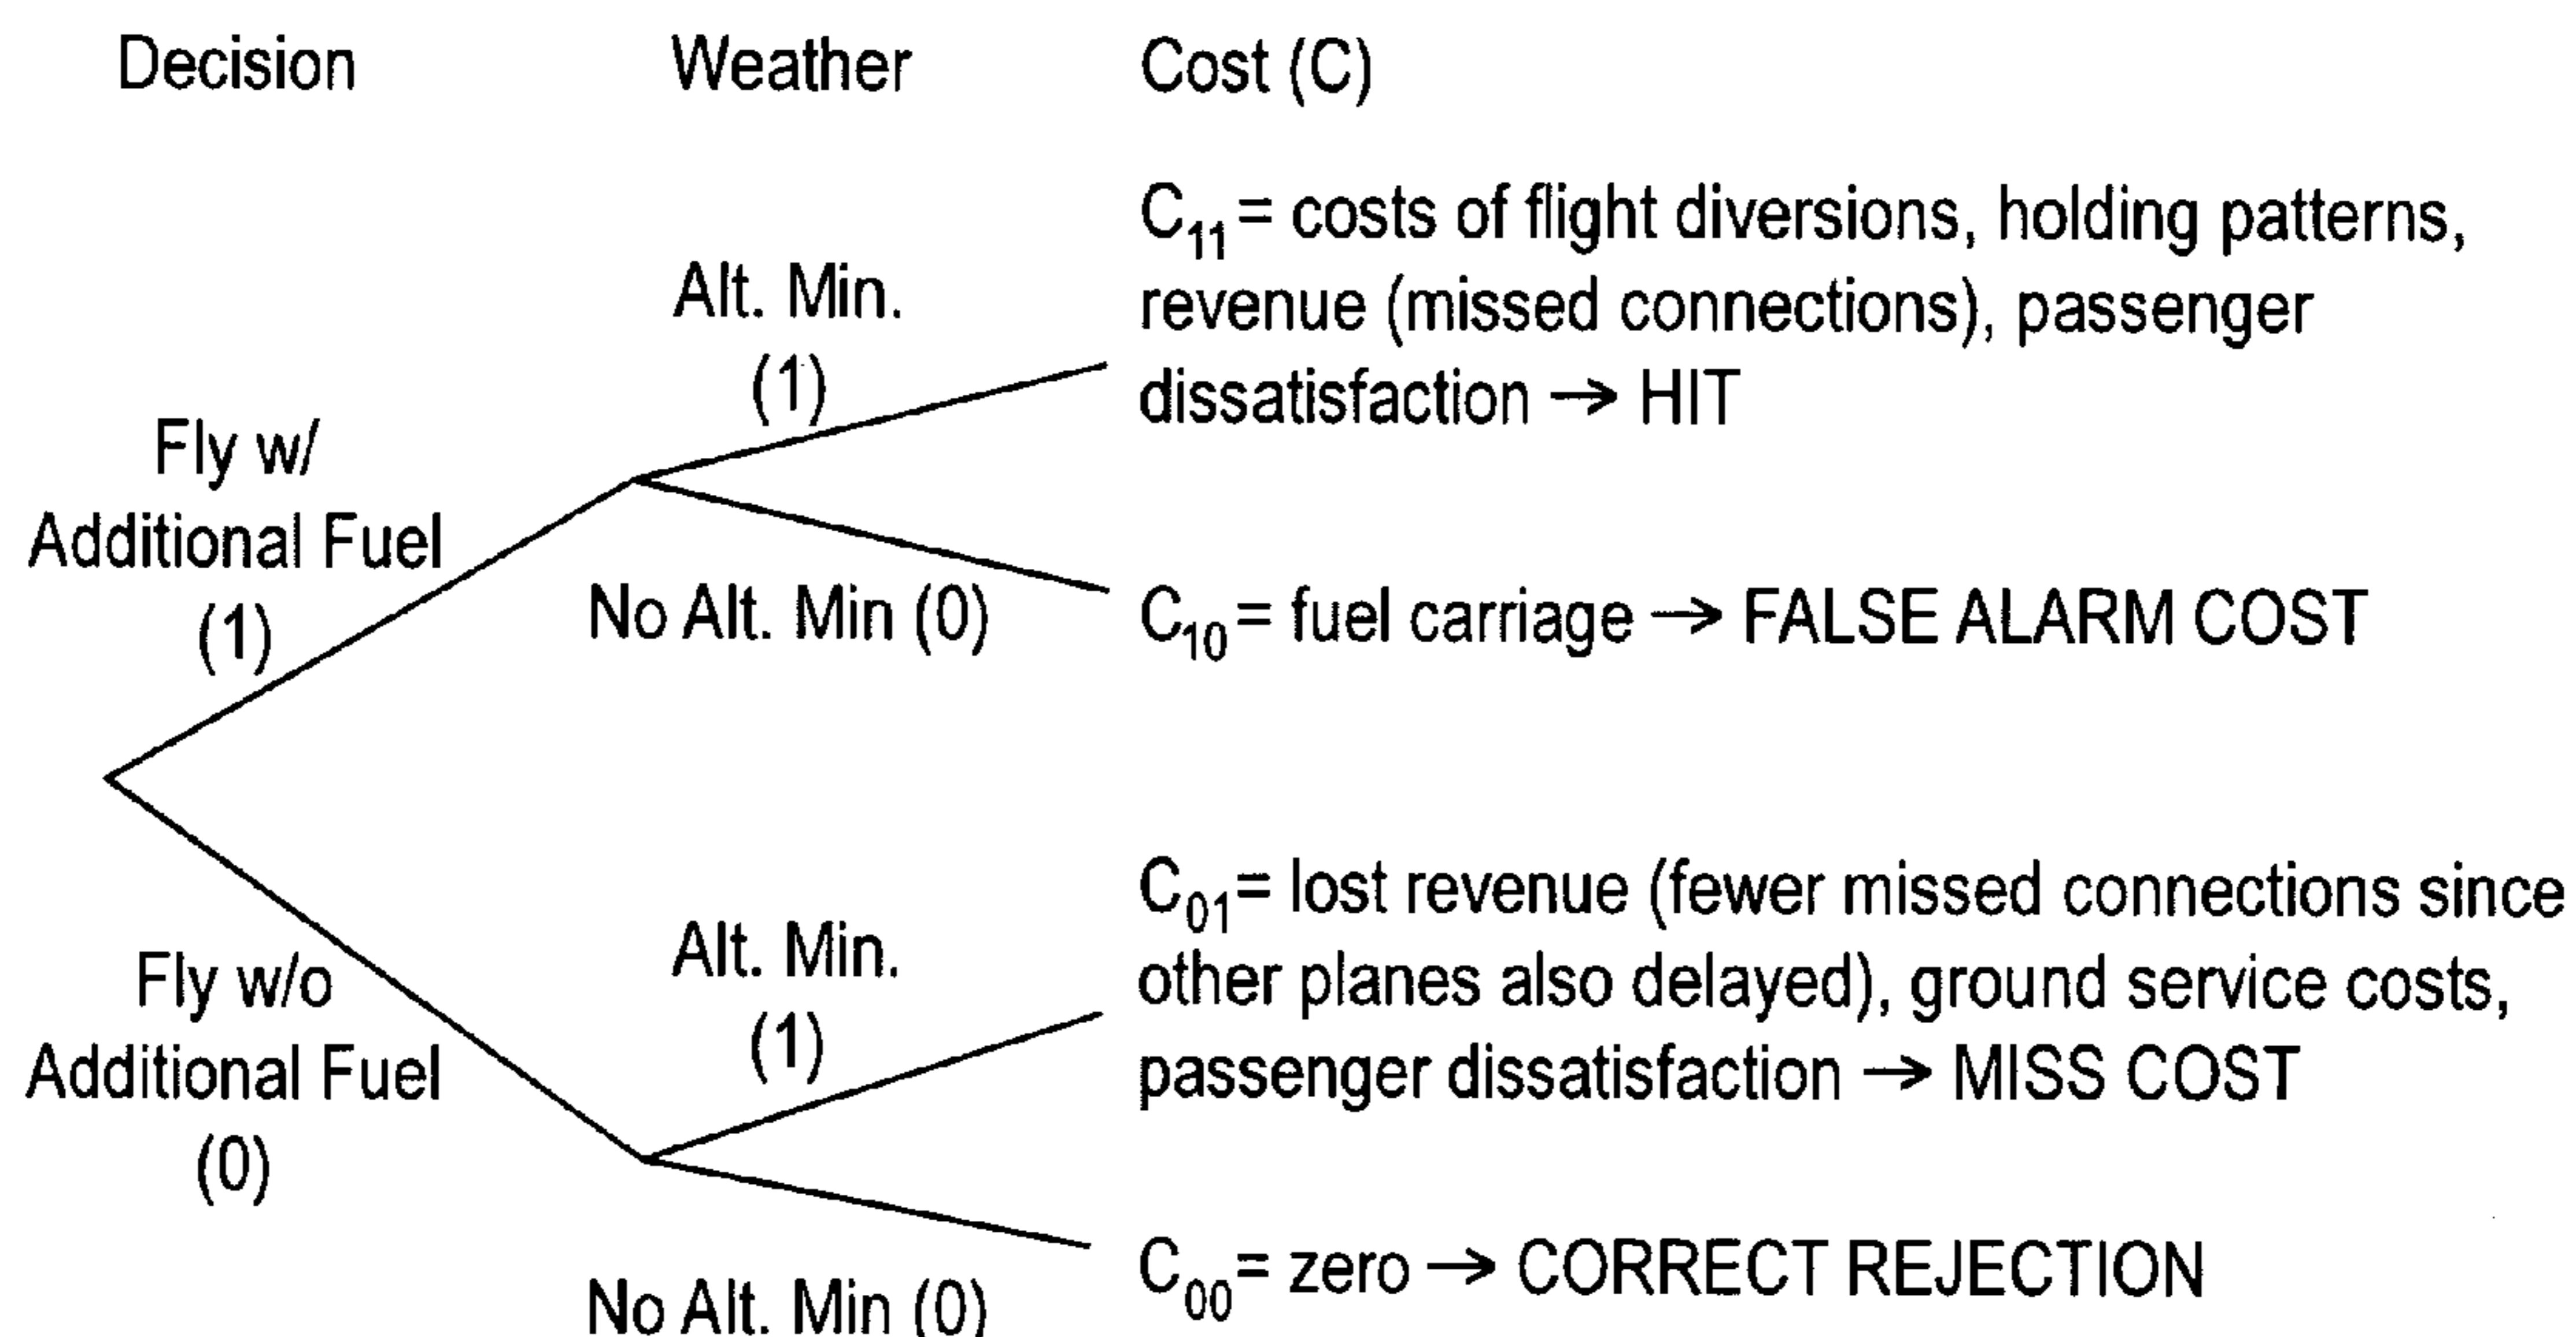 Decision Weather Cost (C)
C₁₁ = costs of flight diversions, holding patterns,
revenue (missed connections), passenger
dissatisfaction → HIT
Alt. Min.
(1)
Fly w/
Additional Fuel
(1)
No Alt. Min (0)
C₁₀ = fuel carriage → FALSE ALARM COST
C₀₁ = lost revenue (fewer missed connections since
other planes also delayed), ground service costs,
passenger dissatisfaction → MISS COST
Alt. Min.
(1)
Fly w/o
Additional Fuel
(0)
No Alt. Min (0)
C₀₀ = zero → CORRECT REJECTION